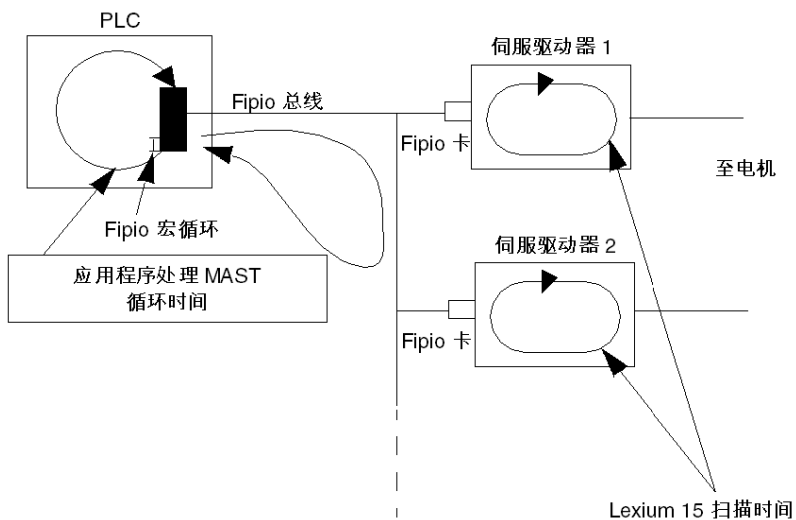 PLC
伺服驱动器 1
Fipio 总线
Fipio 卡
至电机
Fipio 宏循环
伺服驱动器 2
应用程序处理 MAST
循环时间
Fipio 卡
Lexium 15 扫描时间